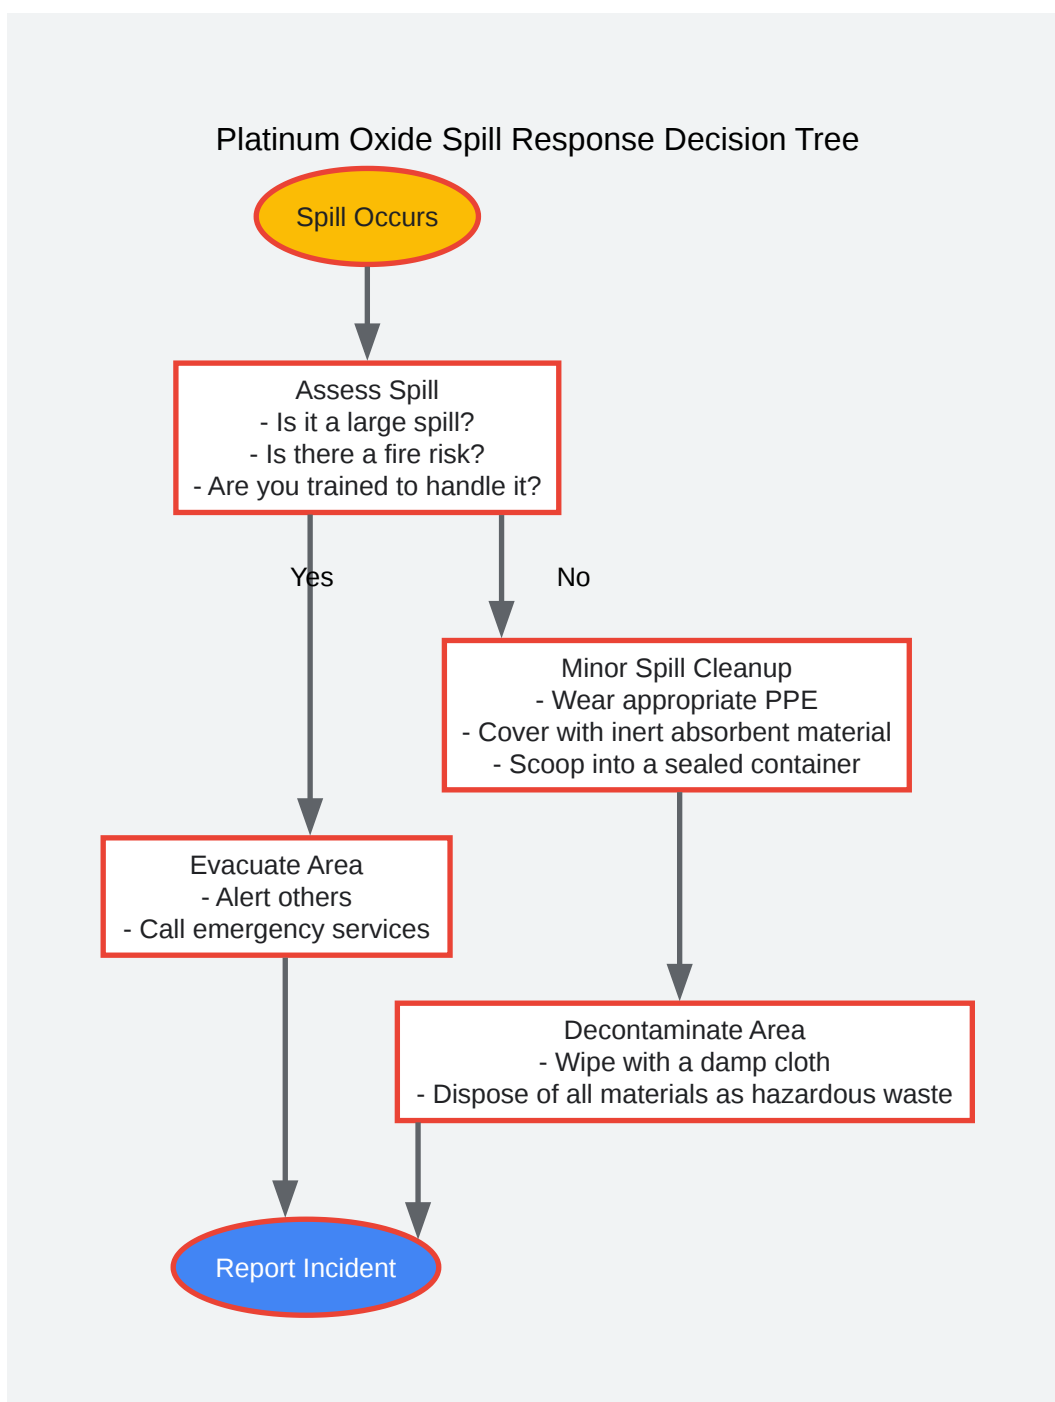 Platinum Oxide Spill Response Decision Tree
Spill Occurs
Assess Spill
- Is it a large spill?
- Is there a fire risk?
- Are you trained to handle it?
Yes
No
Minor Spill Cleanup
- Wear appropriate PPE
- Cover with inert absorbent material
- Scoop into a sealed container
Evacuate Area
- Alert others
- Call emergency services
Decontaminate Area
- Wipe with a damp cloth
- Dispose of all materials as hazardous waste
Report Incident